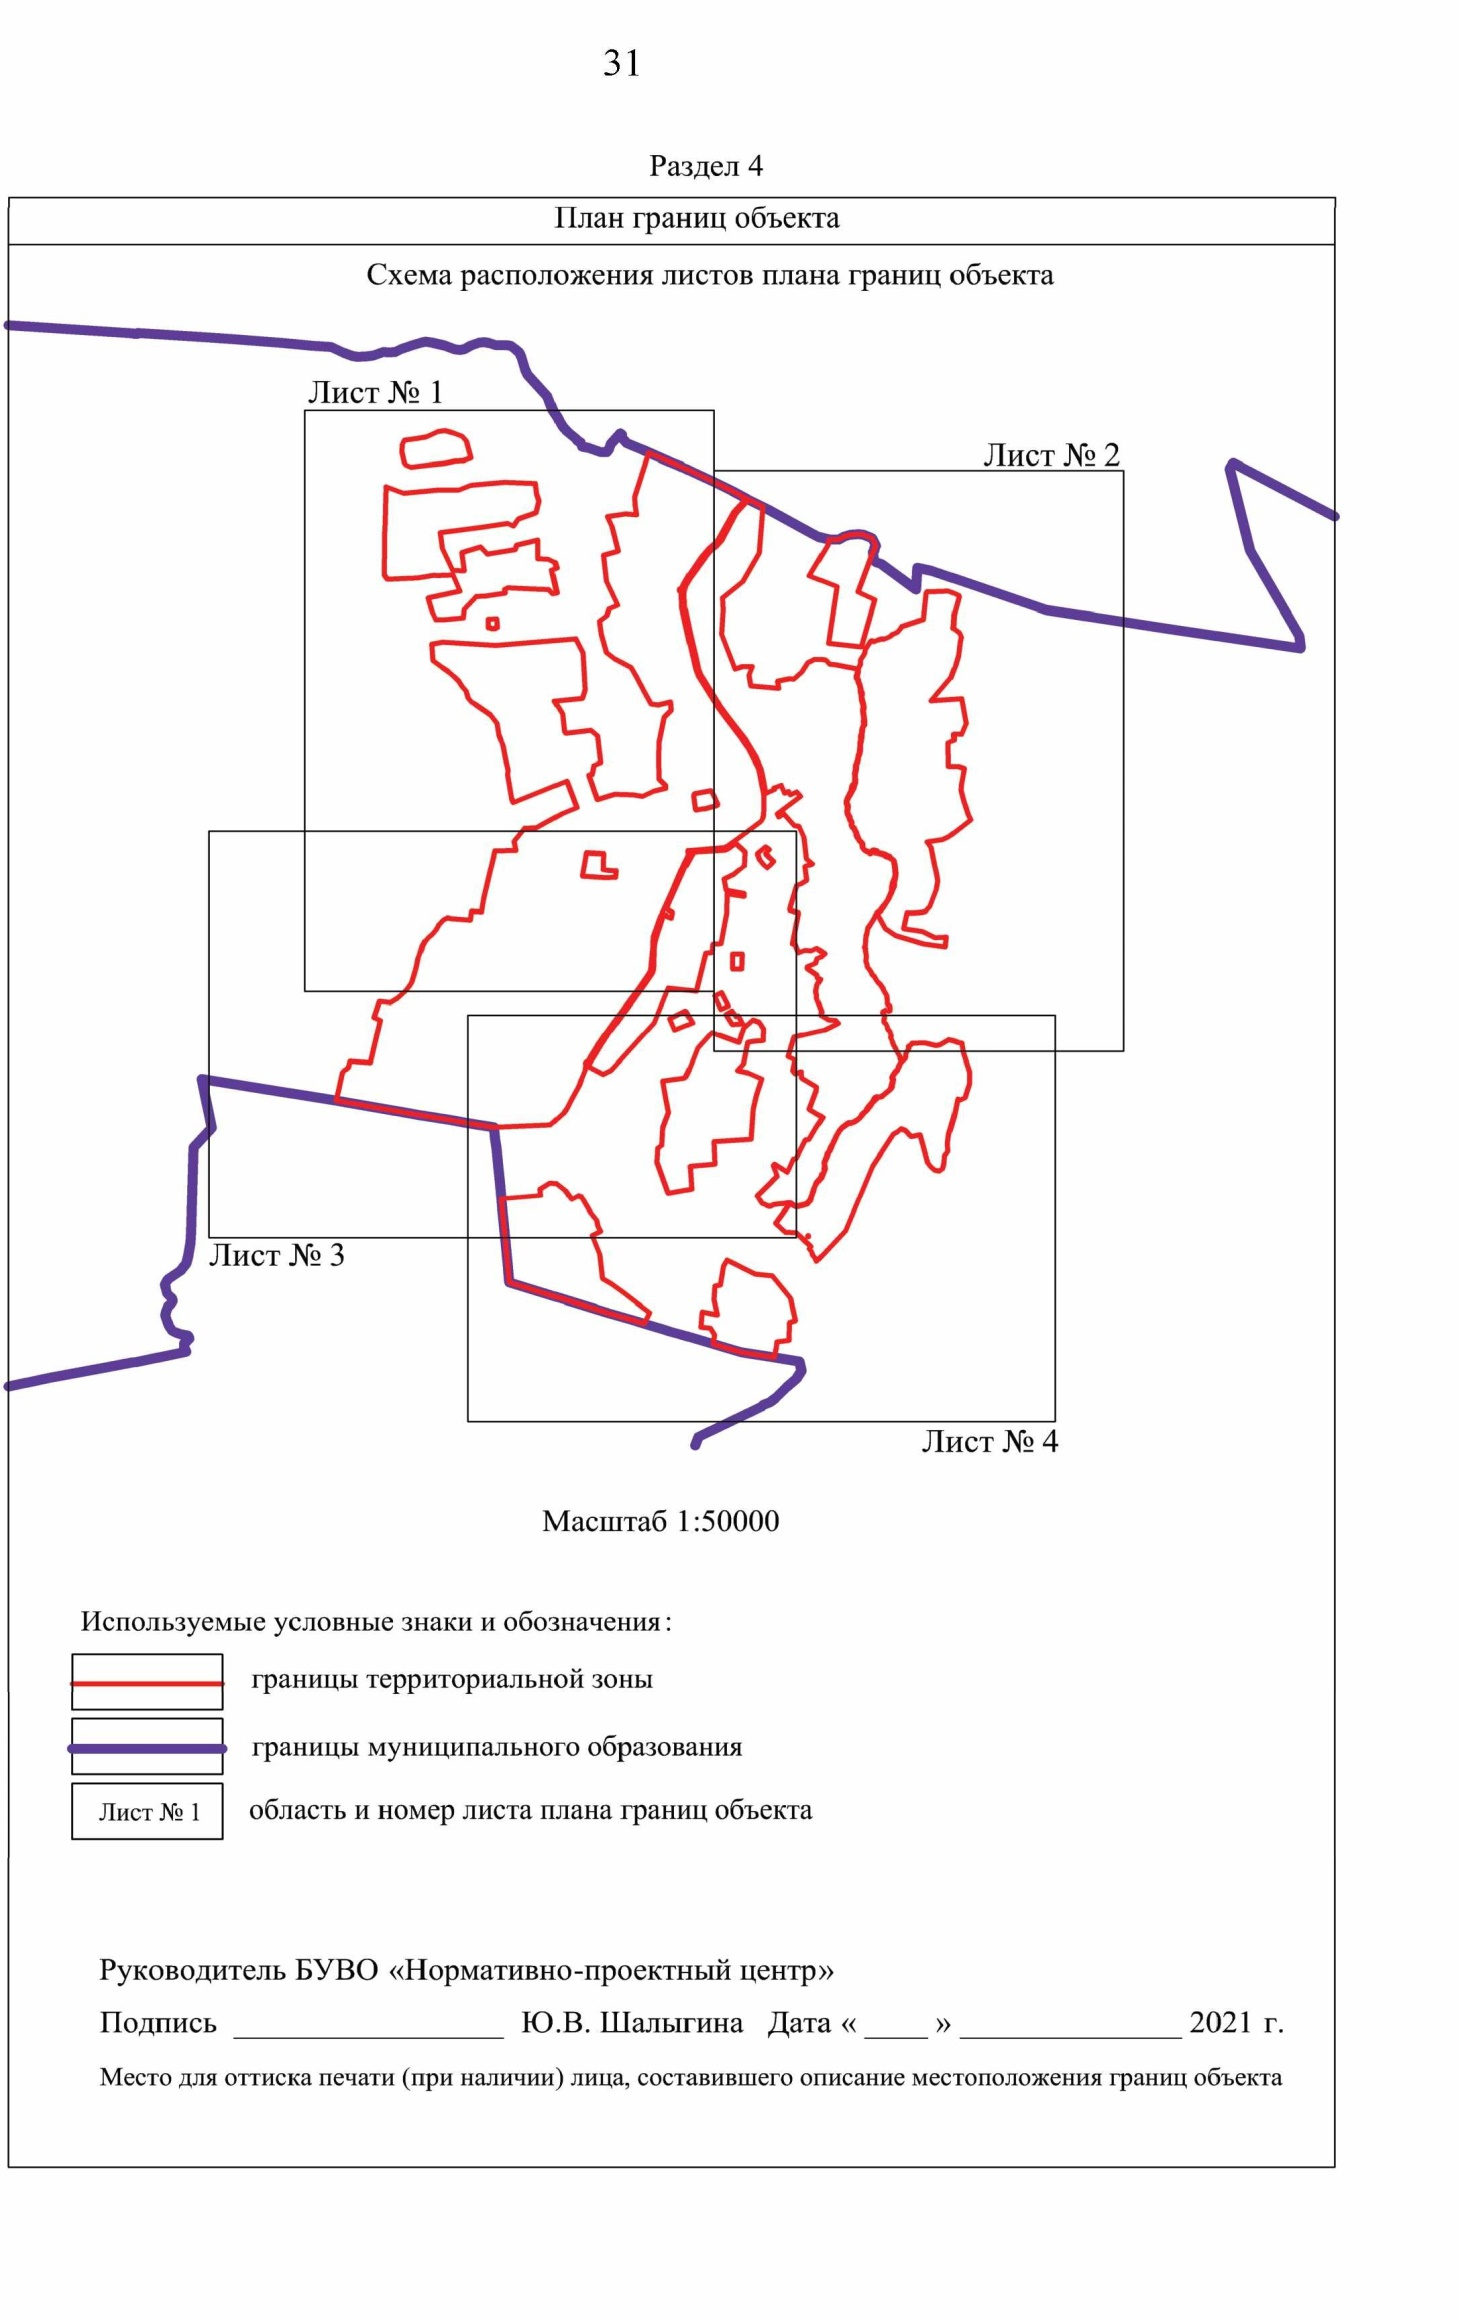 31
Раздел 4
План границ объекта
Схема расположения листов плана границ объекта
Лист № 1
Лист № 2
Лист № 3
Лист № 4
Масштаб 1:50000
Используемые условные знаки и обозначения:
границы территориальной зоны
границы муниципального образования
Лист № 1 область и номер листа плана границ объекта
Руководитель БУВО «Нормативно-проектный центр»
Подпись _________________ Ю.В. Шалыгина Дата « ____ » ______________ 2021 г.
Место для оттиска печати (при наличии) лица, составившего описание местоположения границ объекта